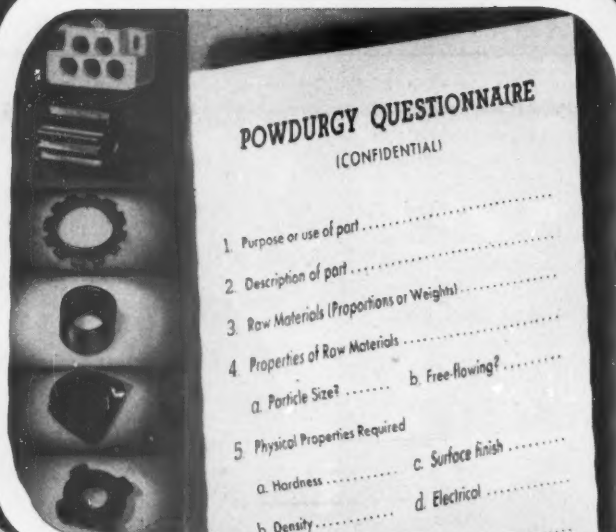 POWDURGY QUESTIONNAIRE
(CONFIDENTIAL)
1. Purpose or use of part ..............................
2. Description of part ..............................
3. Raw Materials (Proportions or Weights) ..................
4. Properties of Raw Materials ........................
a. Particle Size? ....... b. Free-flowing? .........
5. Physical Properties Required
a. Hardness ........... c. Surface finish .........
b. Density ............ d. Electrical ............